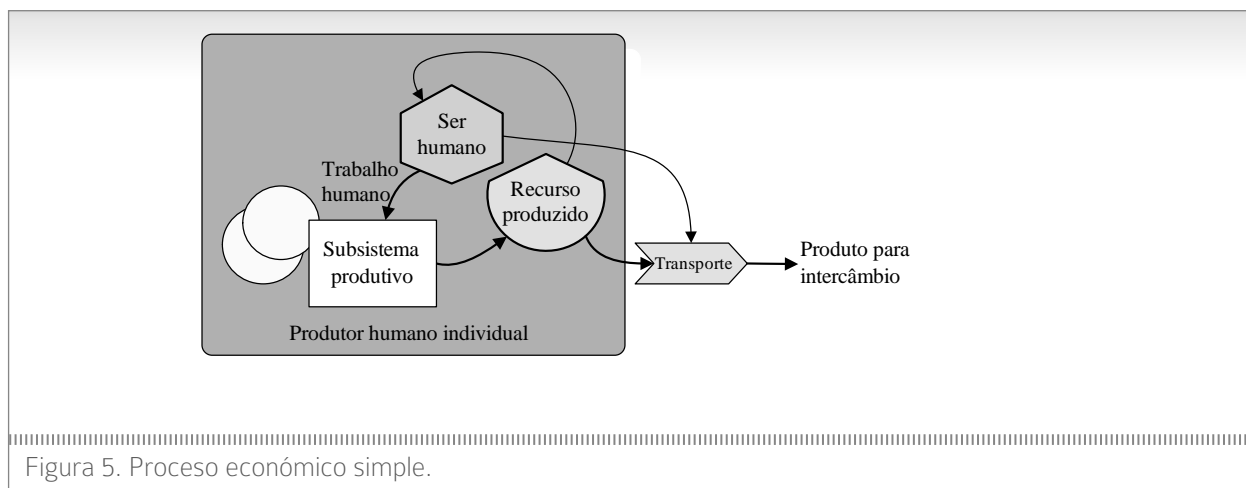 Ser
humano
Trabalho
humano
Recurso
produzido
Subsistema
produtivo
Transporte
Produto para
intercâmbio
Produtor humano individual
Figura 5. Proceso económico simple.